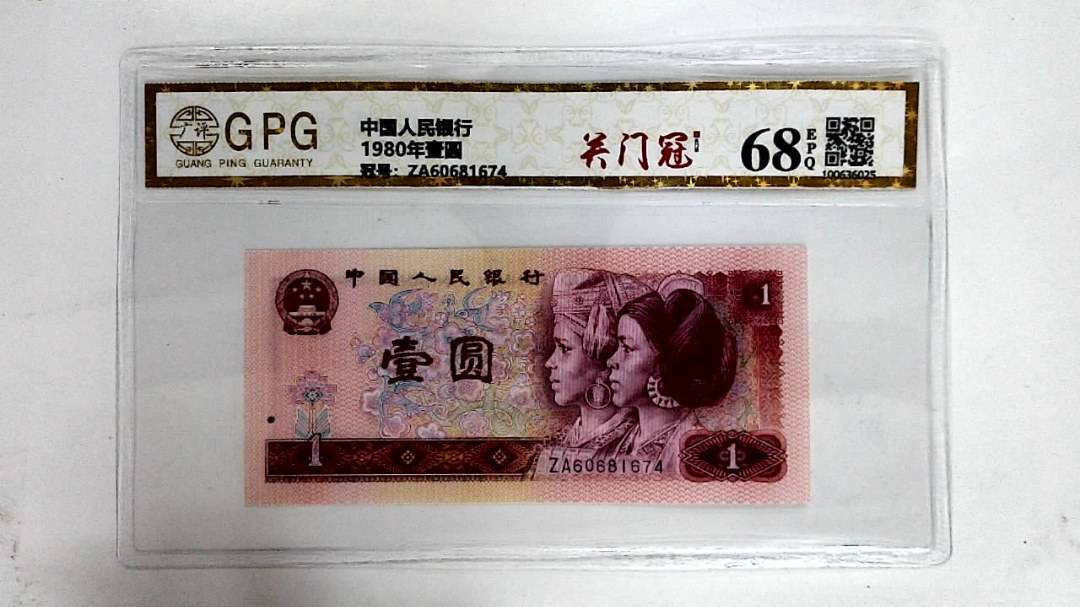 广评
GPG
GUANG PING GUARANTY
中国人民银行
1980年壹圆
冠号：ZA60681674
关门冠
68
EPQ
100636025
中国人民银行
1
壹圆
1
ZA60681674
1